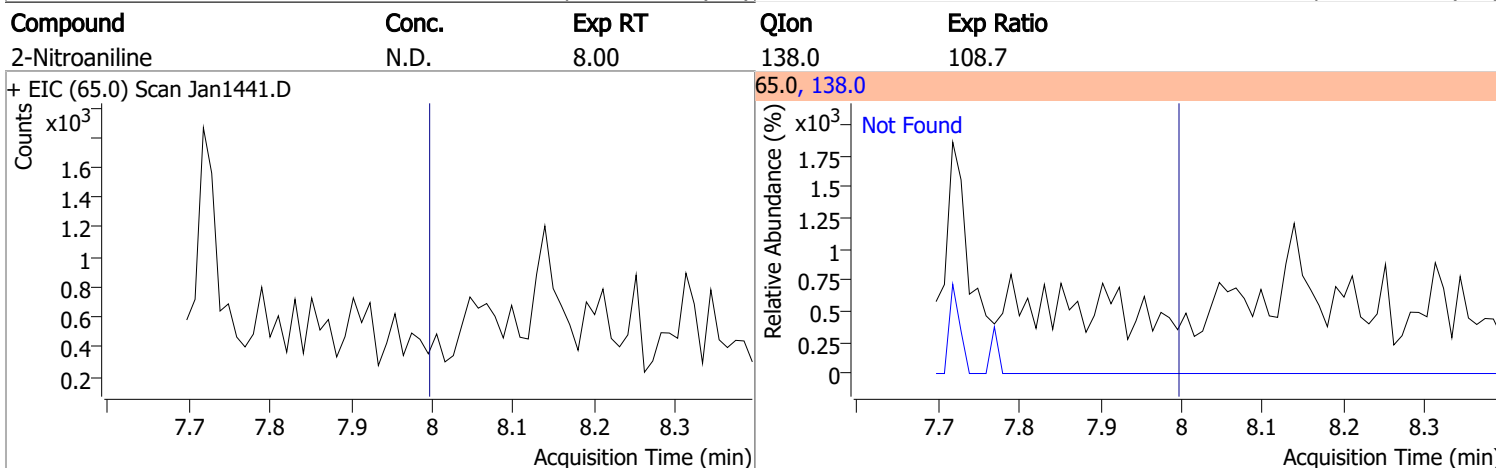 Compound Conc. Exp RT QIon Exp Ratio
2-Nitroaniline N.D. 8.00 138.0 108.7
+ EIC (65.0) Scan Jan1441.D
Counts
x10³
1.6
1.4
1.2
1
0.8
0.6
0.4
0.2
7.7 7.8 7.9 8 8.1 8.2 8.3
Acquisition Time (min)
65.0, 138.0
Relative Abundance (%)
x10³
Not Found
1.75
1.5
1.25
1
0.75
0.5
0.25
0
7.7 7.8 7.9 8 8.1 8.2 8.3
Acquisition Time (min)